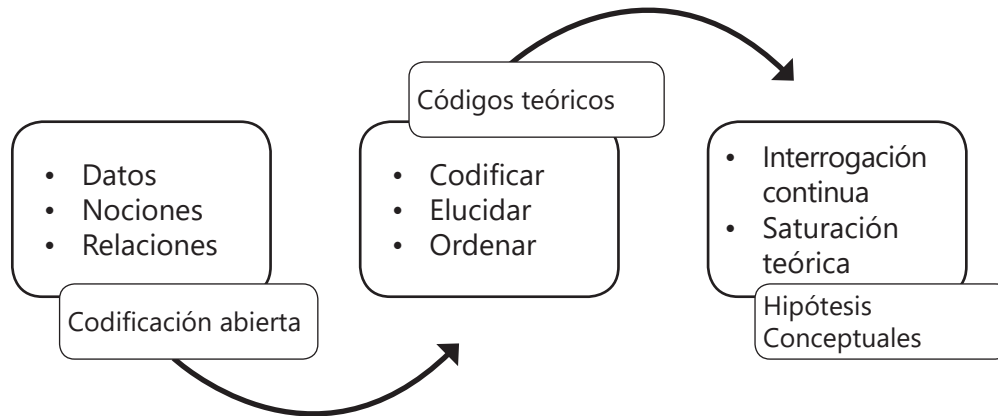 • Datos
• Nociones
• Relaciones
Codificación abierta
Códigos teóricos
• Codificar
• Elucidar
• Ordenar
• Interrogación
continua
• Saturación
teórica
Hipótesis
Conceptuales